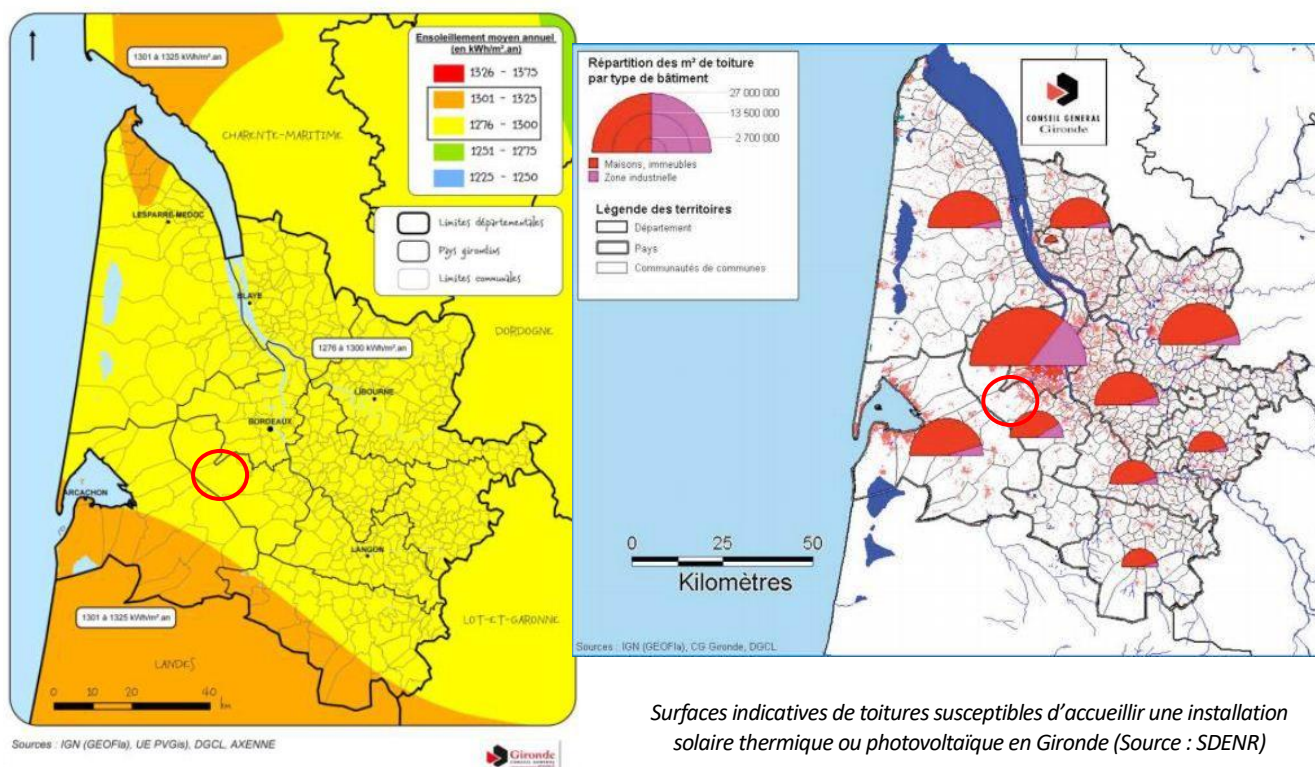 Ensoleillement moyen annuel
(en kWh/m².an)
1326 - 1375
1301 - 1325
1276 - 1300
1251 - 1275
1225 - 1250
Limites départementales
Pays girondins
Limites communales
1301 à 1325 kWh/m².an
CHARENTE-MARITIME
LESPARRE-MEDOC
BLAYE
DORDOGNE
1276 à 1300 kWh/m².an
LIBOURNE
BORDEAUX
ARCACHON
LANGON
LOT-ET-GARONNE
1301 à 1325 kWh/m².an
LANDES
0 10 20 40
km
Sources : IGN (GEOFla), UE PVGis), DGCL, AXENNE
Gironde
CONSEIL GENERAL
Répartition des m² de toiture
par type de bâtiment
27 000 000
13 500 000
2 700 000
Maisons, immeubles
Zone industrielle
Légende des territoires
Département
Pays
Communautés de communes
CONSEIL GENERAL
Gironde
0 25 50
Kilomètres
Sources : IGN (GEOFla), CG Gironde, DGCL
Surfaces indicatives de toitures susceptibles d’accueillir une installation
solaire thermique ou photovoltaïque en Gironde (Source : SDENR)